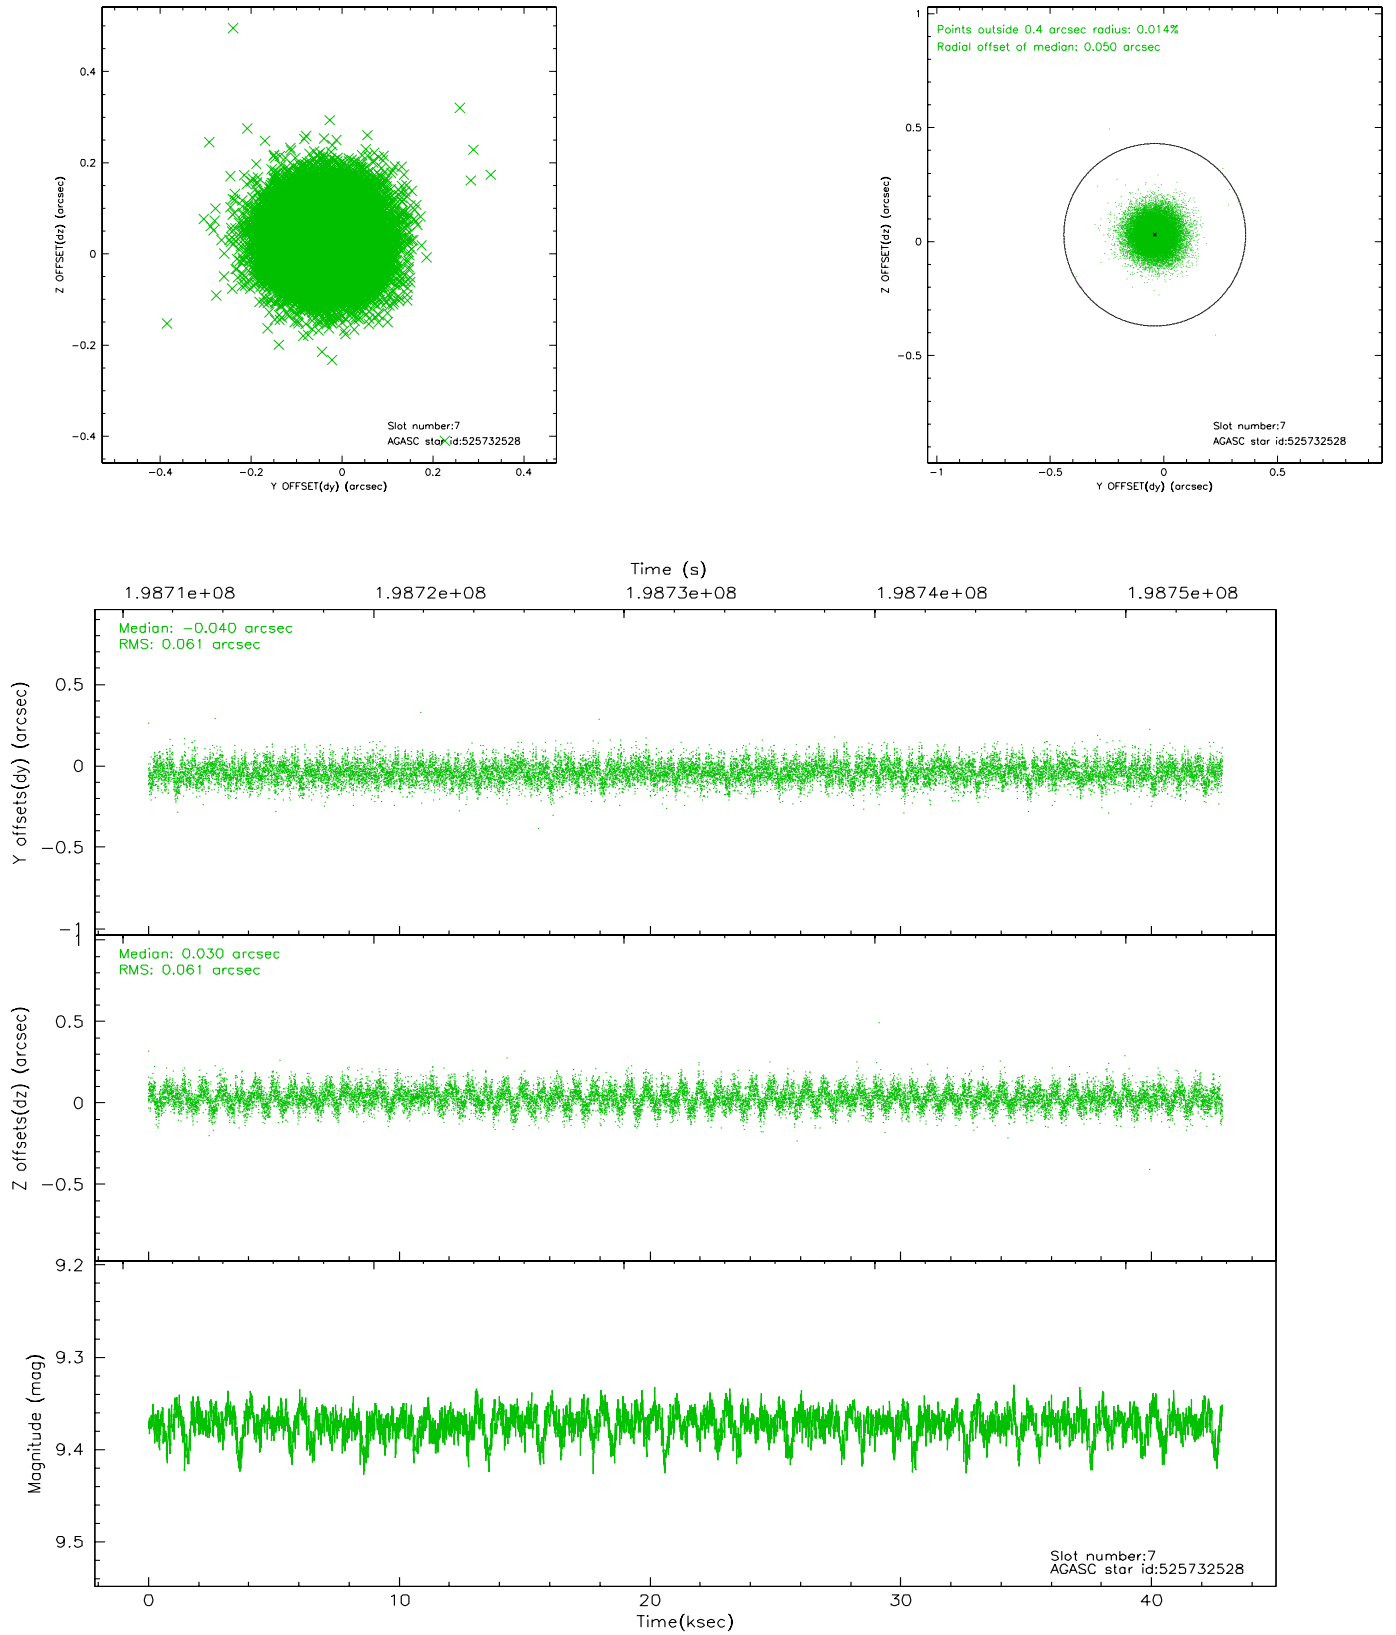 0.4
0.2
0
−0.2
−0.4
Z OFFSET(dz) (arcsec)
Slot number:7
AGASC star id:525732528
−0.4
−0.2
0
0.2
0.4
Y OFFSET(dy) (arcsec)
Points outside 0.4 arcsec radius: 0.014%
Radial offset of median: 0.050 arcsec
1
0.5
0
−0.5
Z OFFSET(dz) (arcsec)
Slot number:7
AGASC star id:525732528
−1
−0.5
0
0.5
Y OFFSET(dy) (arcsec)
Time (s)
1.9871e+08
1.9872e+08
1.9873e+08
1.9874e+08
1.9875e+08
Median: −0.040 arcsec
RMS: 0.061 arcsec
0.5
0
−0.5
−1
Y offsets(dy) (arcsec)
Median: 0.030 arcsec
RMS: 0.061 arcsec
1
0.5
0
−0.5
Z offsets(dz) (arcsec)
9.2
9.3
9.4
9.5
Magnitude (mag)
Slot number:7
AGASC star id:525732528
0
10
20
30
40
Time(ksec)